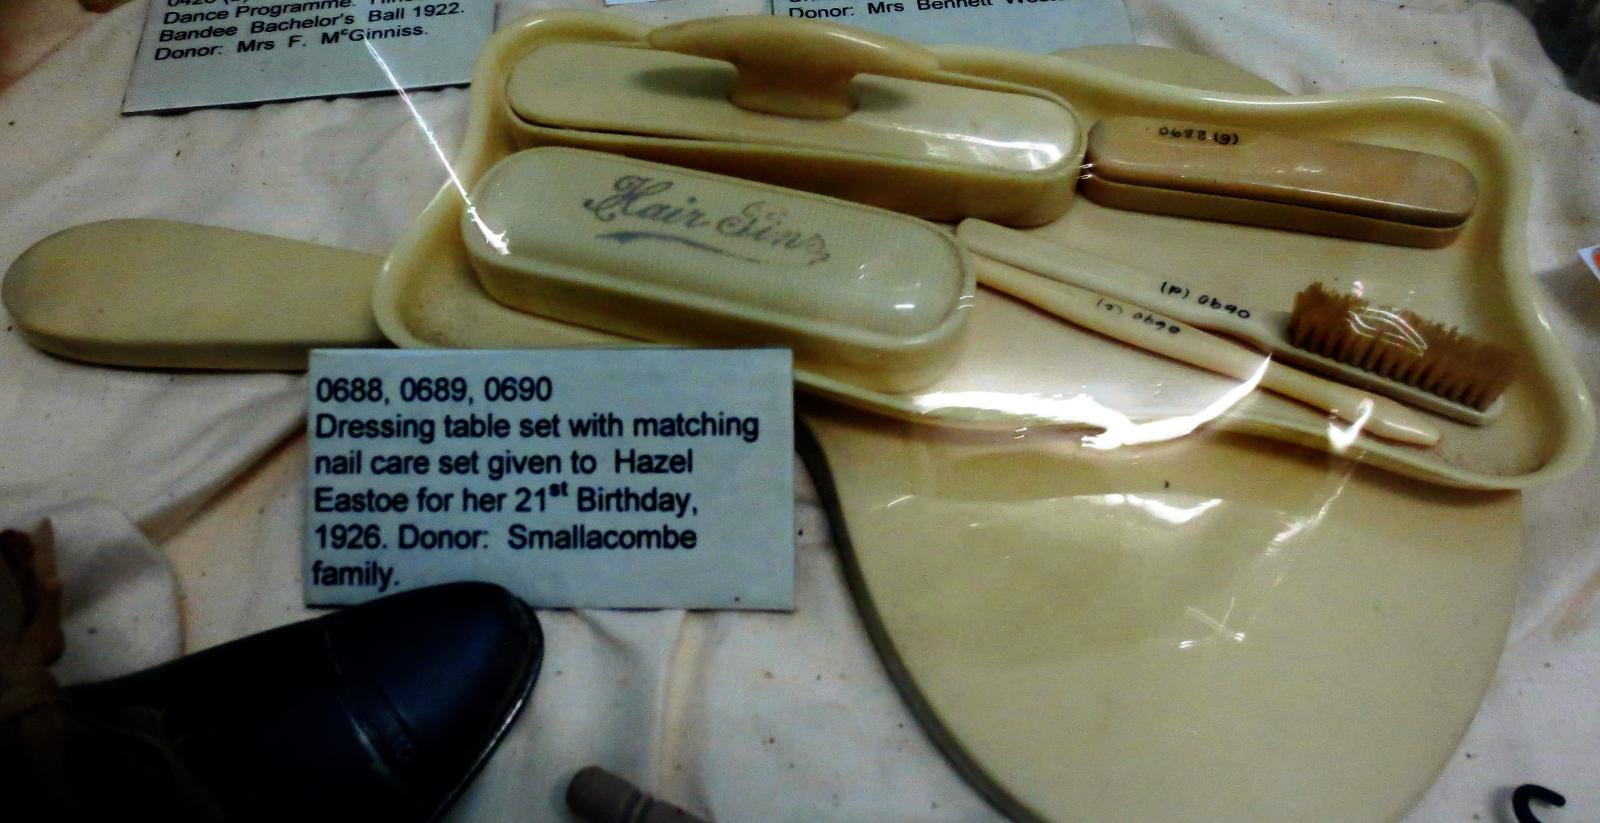 Dance Programme.
Bandee Bachelor's Ball 1922.
Donor: Mrs F. McGinniss.
Donor: Mrs Bennett
0688 (g)
Hair
(d) 0690
(c) 0690
0688, 0689, 0690
Dressing table set with matching
nail care set given to Hazel
Eastoe for her 21st Birthday,
1926. Donor: Smallacombe
family.